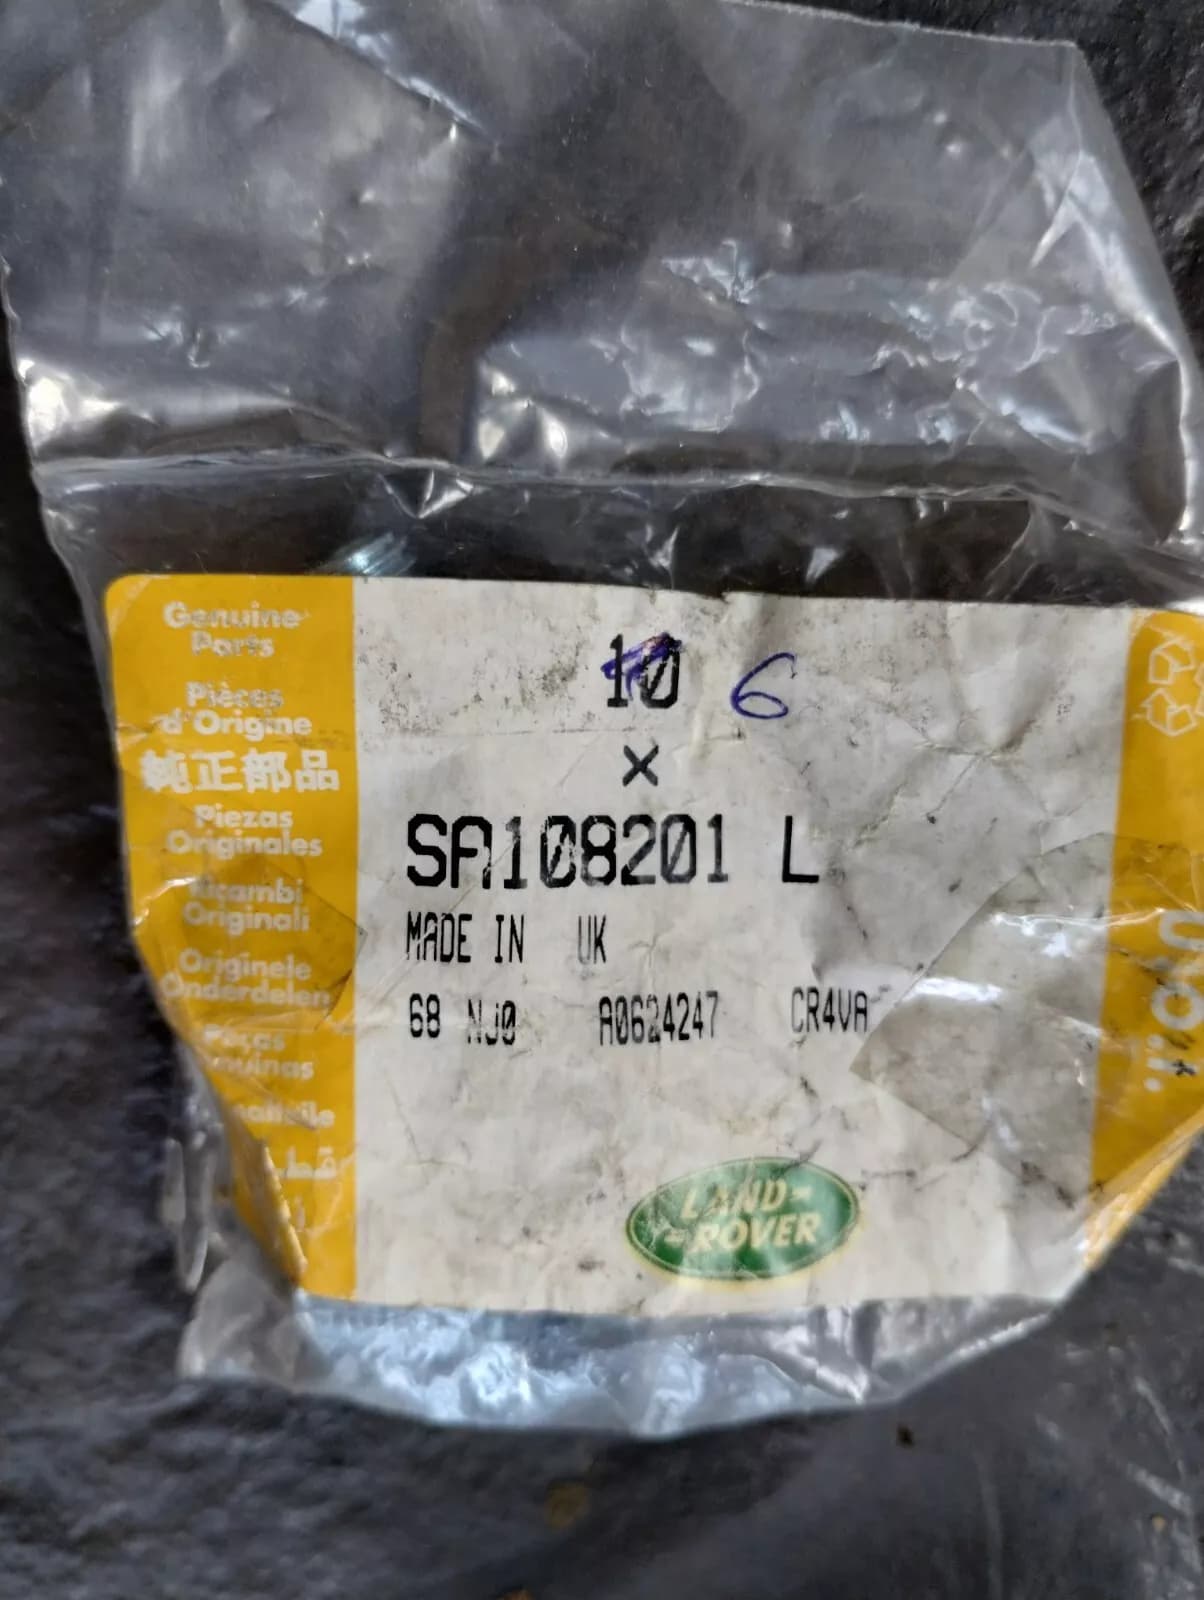 Genuine
Parts
Pièces
d'Origine
純正部品
Piezas
Originales
Ricambi
Originali
Originele
Onderdelen
Peças
10 6
x
SA108201 L
MADE IN UK
68 NJ0 A0624247 CR4VA
LAND-
-ROVER